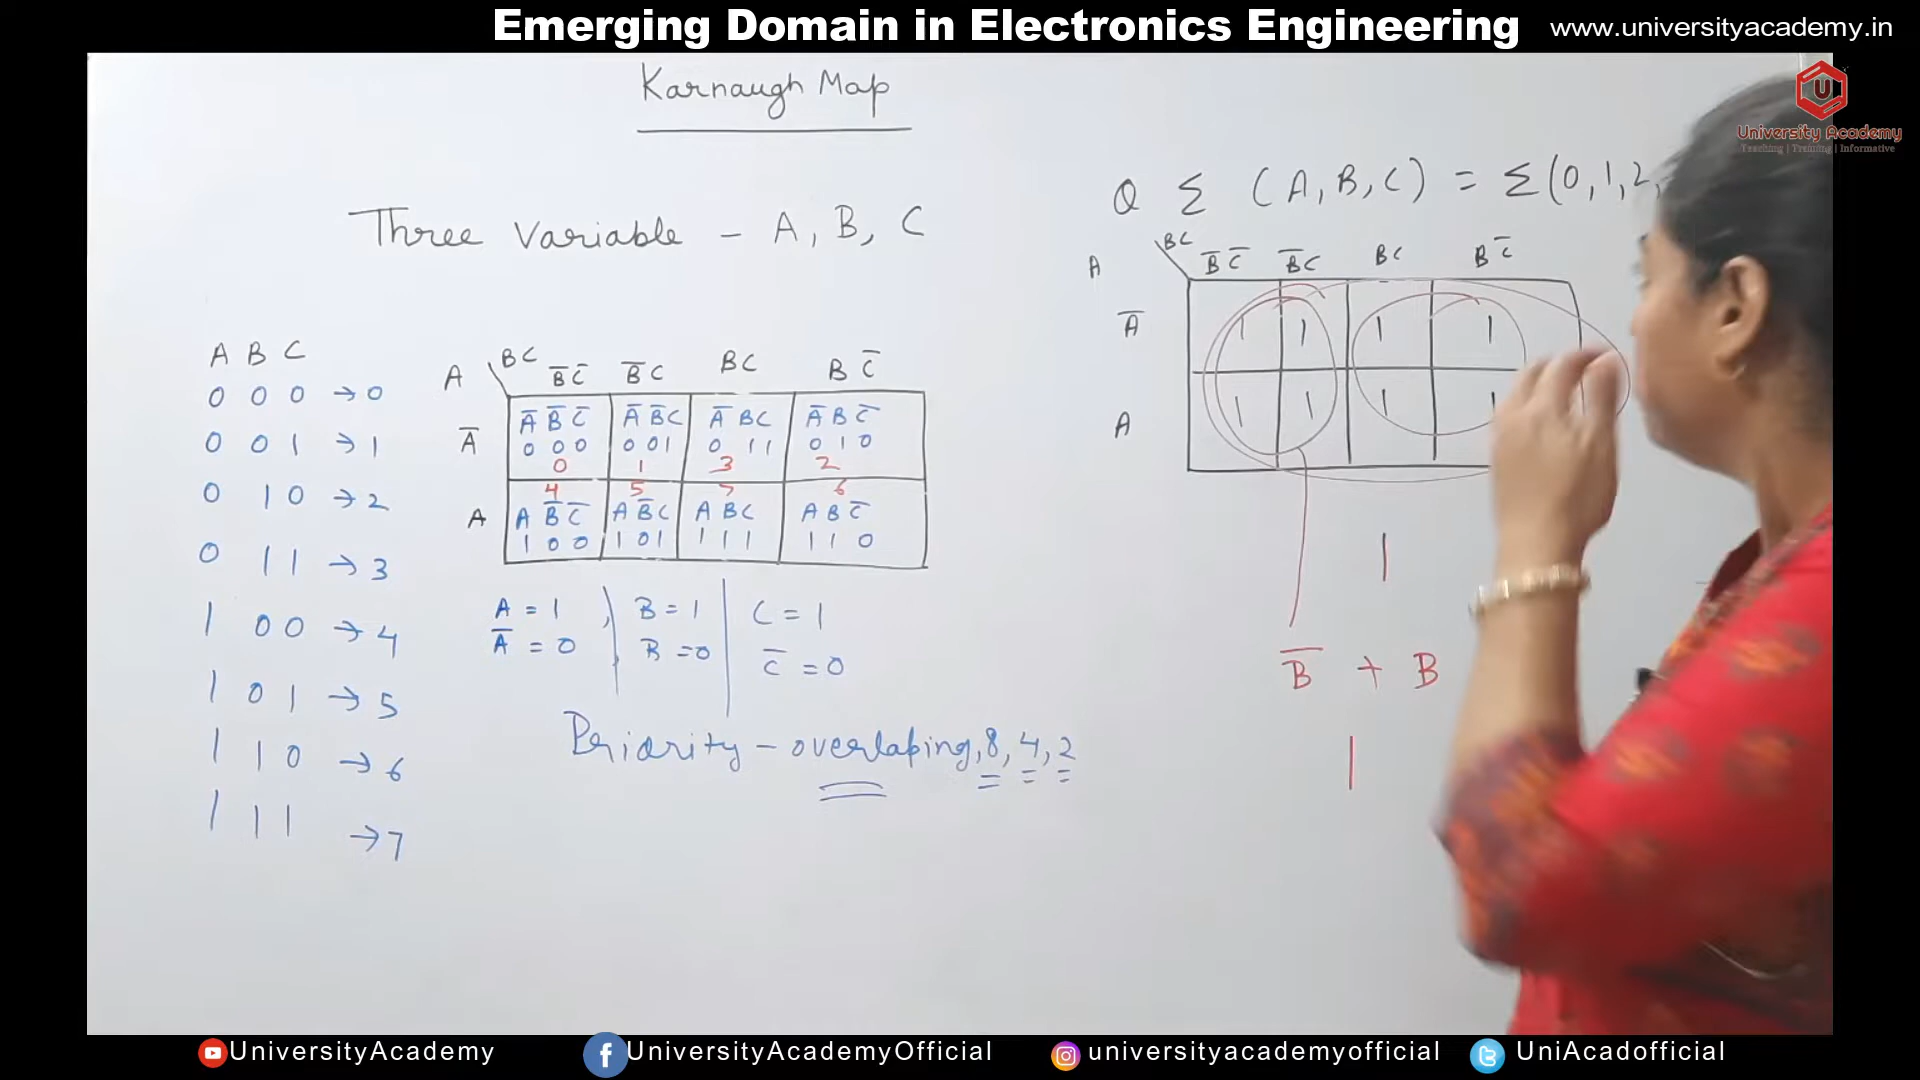 Emerging Domain in Electronics Engineering
www.universityacademy.in
U
University Academy
Teaching | Training | Informative
Karnaugh Map
Three Variable - A, B, C
A B C
0 0 0 → 0
0 0 1 → 1
0 1 0 → 2
0 1 1 → 3
1 0 0 → 4
1 0 1 → 5
1 1 0 → 6
1 1 1 → 7
A BC B̅C̅ B̅C BC BC̅
A̅ A̅B̅C̅ A̅B̅C A̅BC A̅BC̅
000 001 011 010
0 1 3 2
4 5 7 6
A AB̅C̅ AB̅C ABC ABC̅
100 101 111 110
A = 1 , B = 1 C = 1
A̅ = 0 B = 0 C̅ = 0
Priority - overlaping, 8, 4, 2
Q Σ (A, B, C) = Σ(0, 1, 2,
A BC B̅C̅ B̅C BC BC̅
A̅ 1 1 1 1
A 1 1 1 1
1
B̅ + B
1
UniversityAcademy
UniversityAcademyOfficial
universityacademyofficial
UniAcadofficial